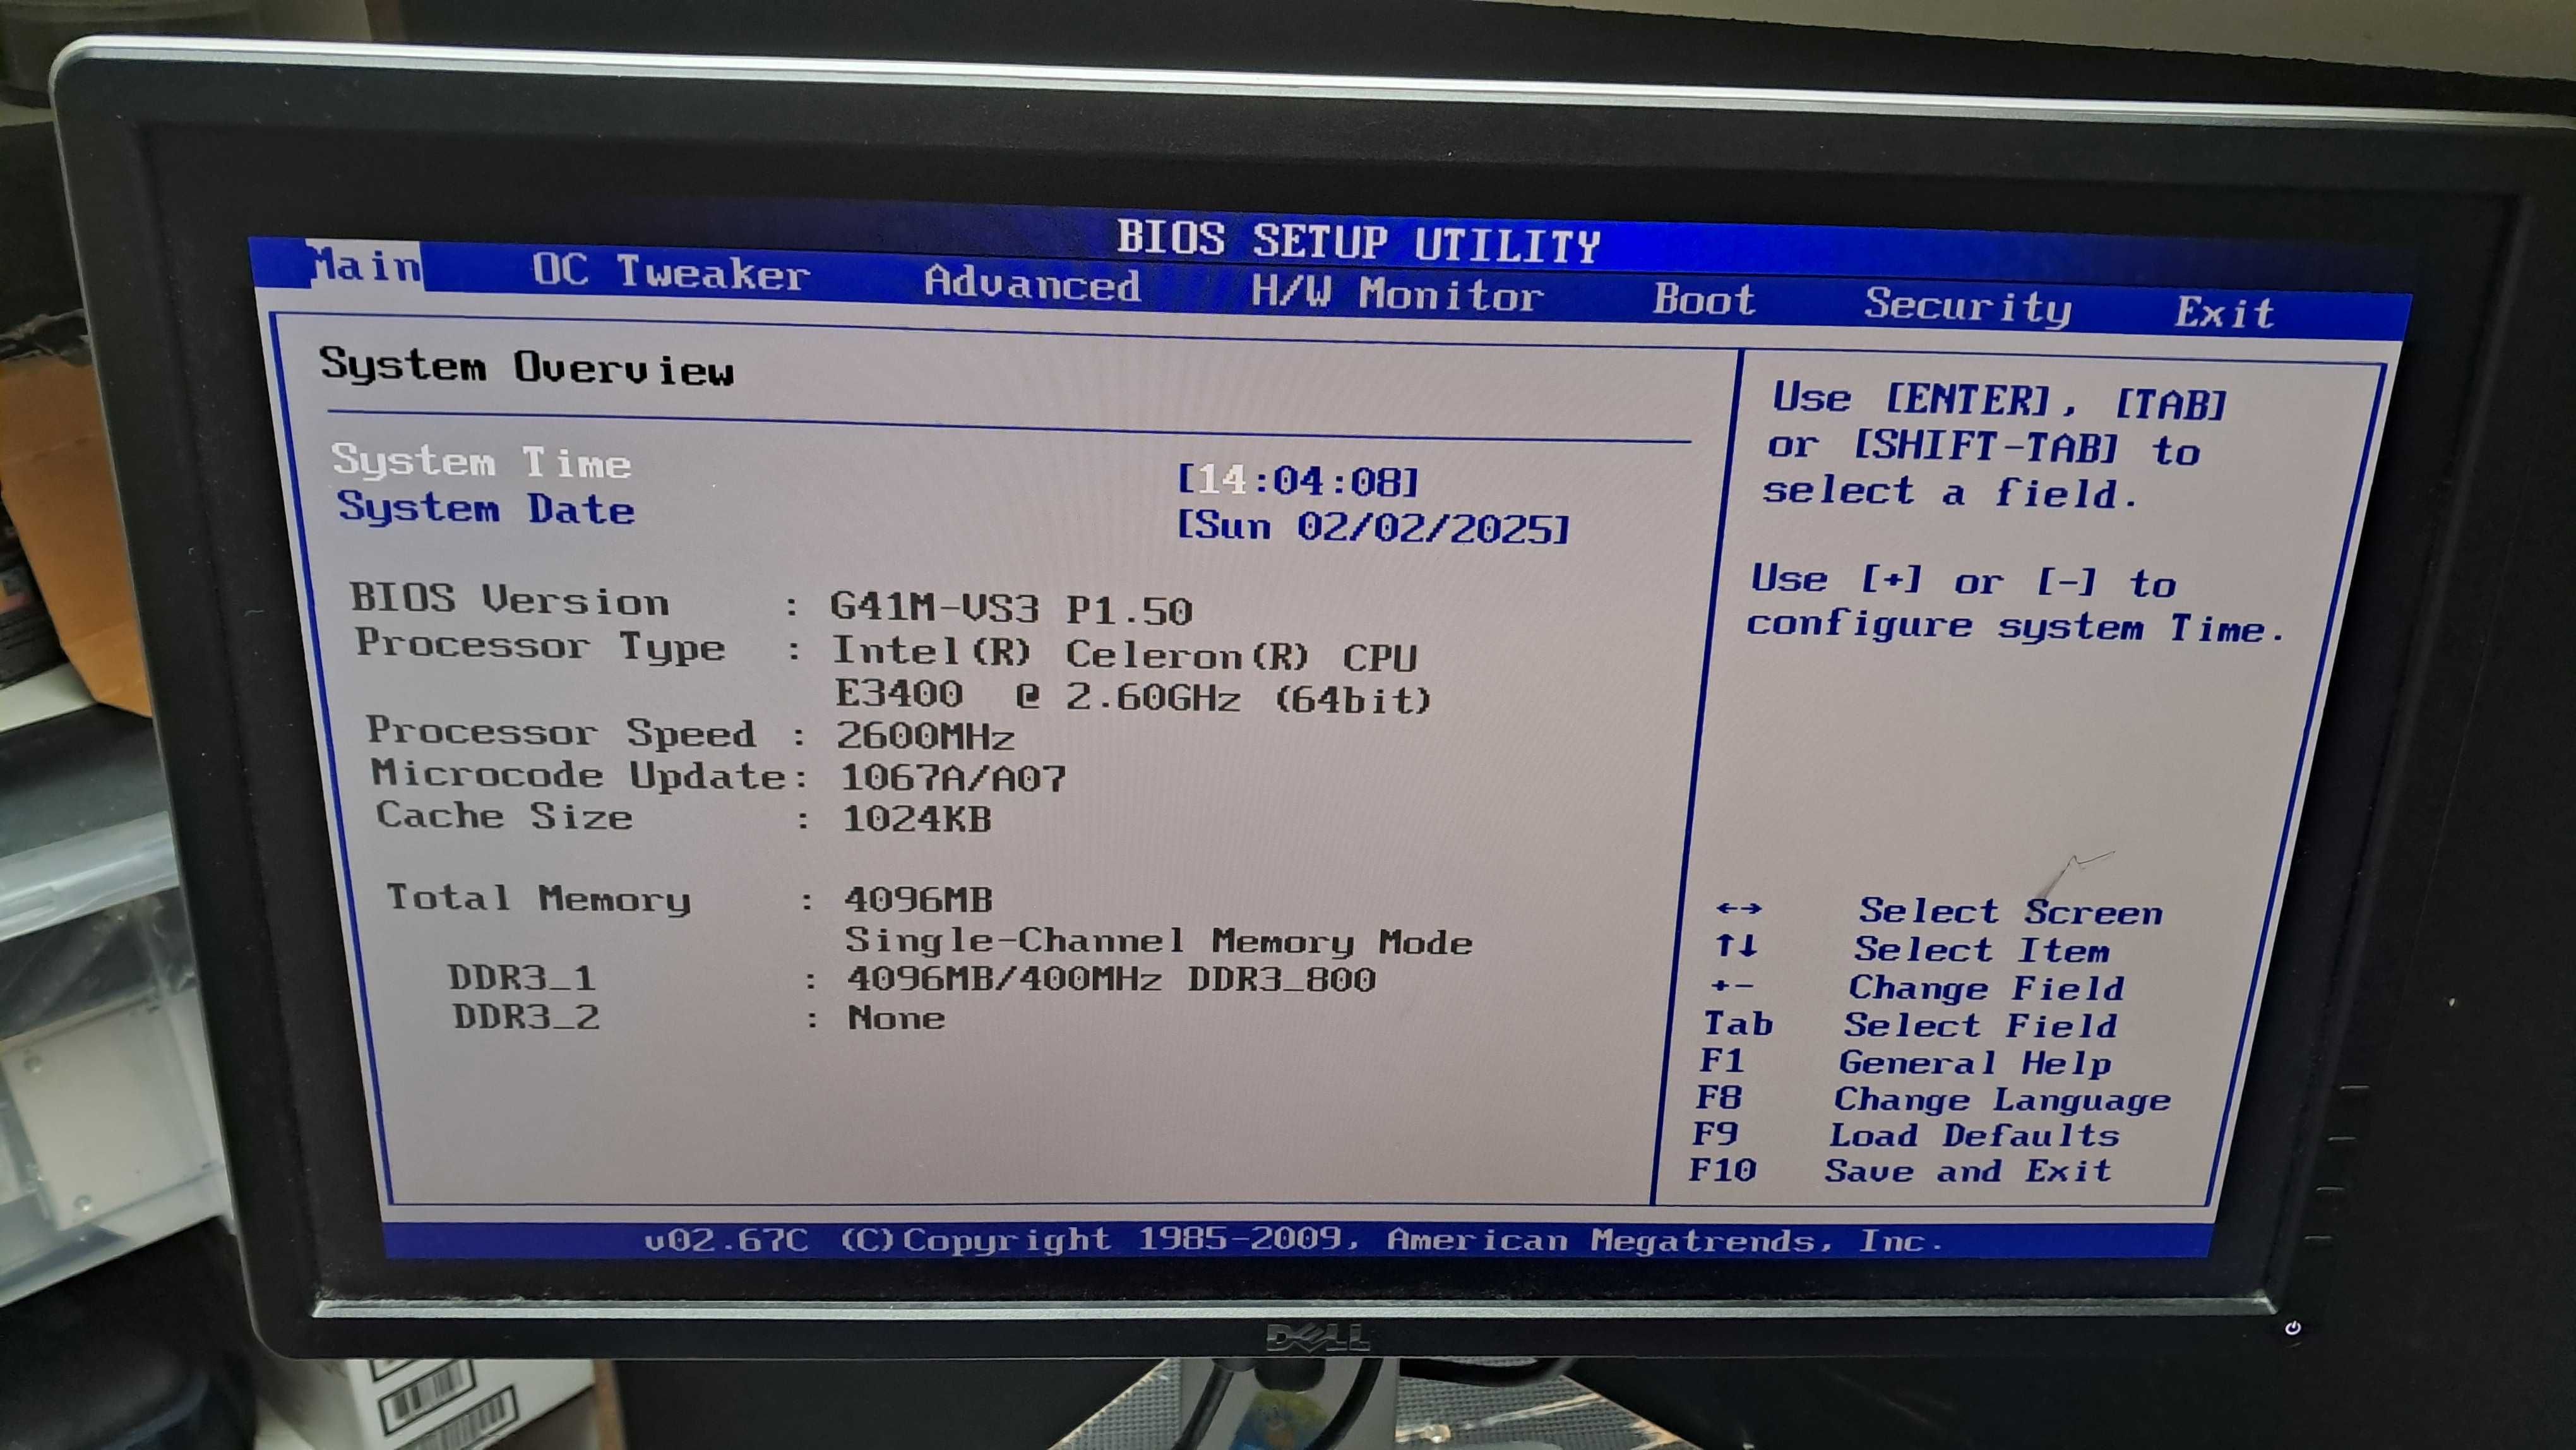 BIOS SETUP UTILITY
Main OC Tweaker Advanced H/W Monitor Boot Security Exit
System Overview
System Time [14:04:08]
System Date [Sun 02/02/2025]
BIOS Version : G41M-VS3 P1.50
Processor Type : Intel(R) Celeron(R) CPU
E3400 @ 2.60GHz (64bit)
Processor Speed : 2600MHz
Microcode Update: 1067A/A07
Cache Size : 1024KB
Total Memory : 4096MB
Single-Channel Memory Mode
DDR3_1 : 4096MB/400MHz DDR3_800
DDR3_2 : None
Use [ENTER], [TAB]
or [SHIFT-TAB] to
select a field.
Use [+] or [-] to
configure system Time.
←→ Select Screen
↑↓ Select Item
+- Change Field
Tab Select Field
F1 General Help
F8 Change Language
F9 Load Defaults
F10 Save and Exit
v02.67C (C)Copyright 1985-2009, American Megatrends, Inc.
DELL